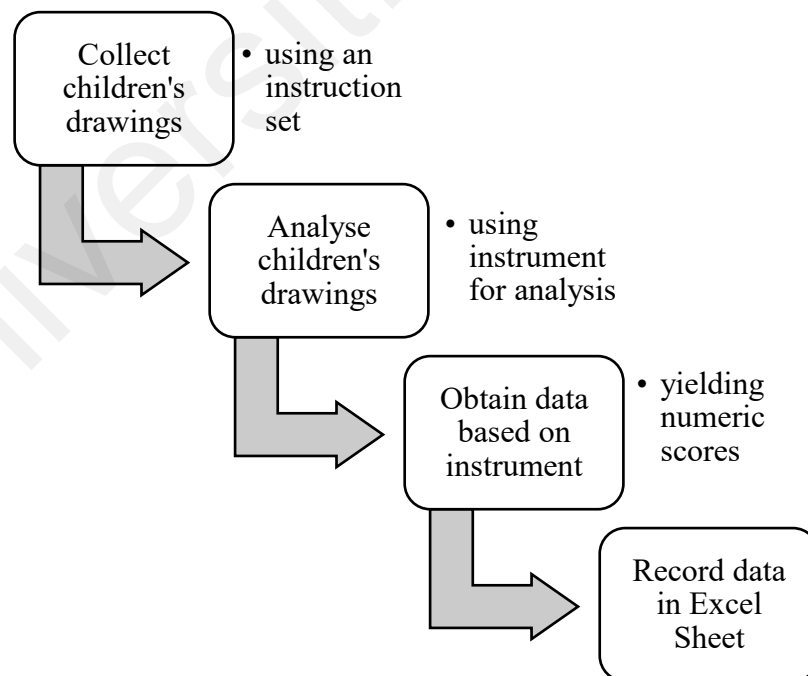 Collect
children's
drawings
• using an
instruction
set
Analyse
children's
drawings
• using
instrument
for analysis
Obtain data
based on
instrument
• yielding
numeric
scores
Record data
in Excel
Sheet